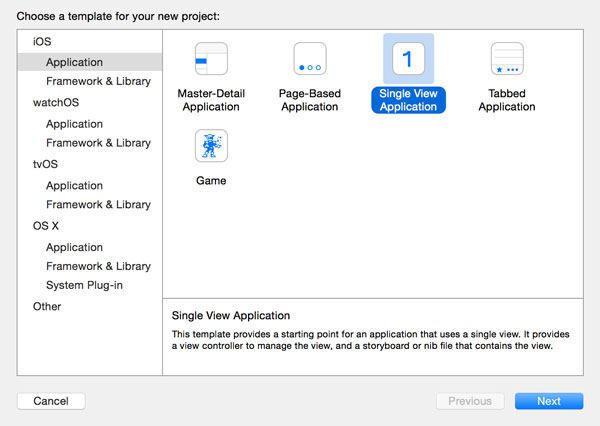 Choose a template for your new project:
iOS
Application
Framework & Library
watchOS
Application
Framework & Library
tvOS
Application
Framework & Library
OS X
Application
Framework & Library
System Plug-in
Other
Master-Detail
Application
Page-Based
Application
1
Single View
Application
Tabbed
Application
Game
Single View Application
This template provides a starting point for an application that uses a single view. It provides
a view controller to manage the view, and a storyboard or nib file that contains the view.
Cancel
Previous
Next